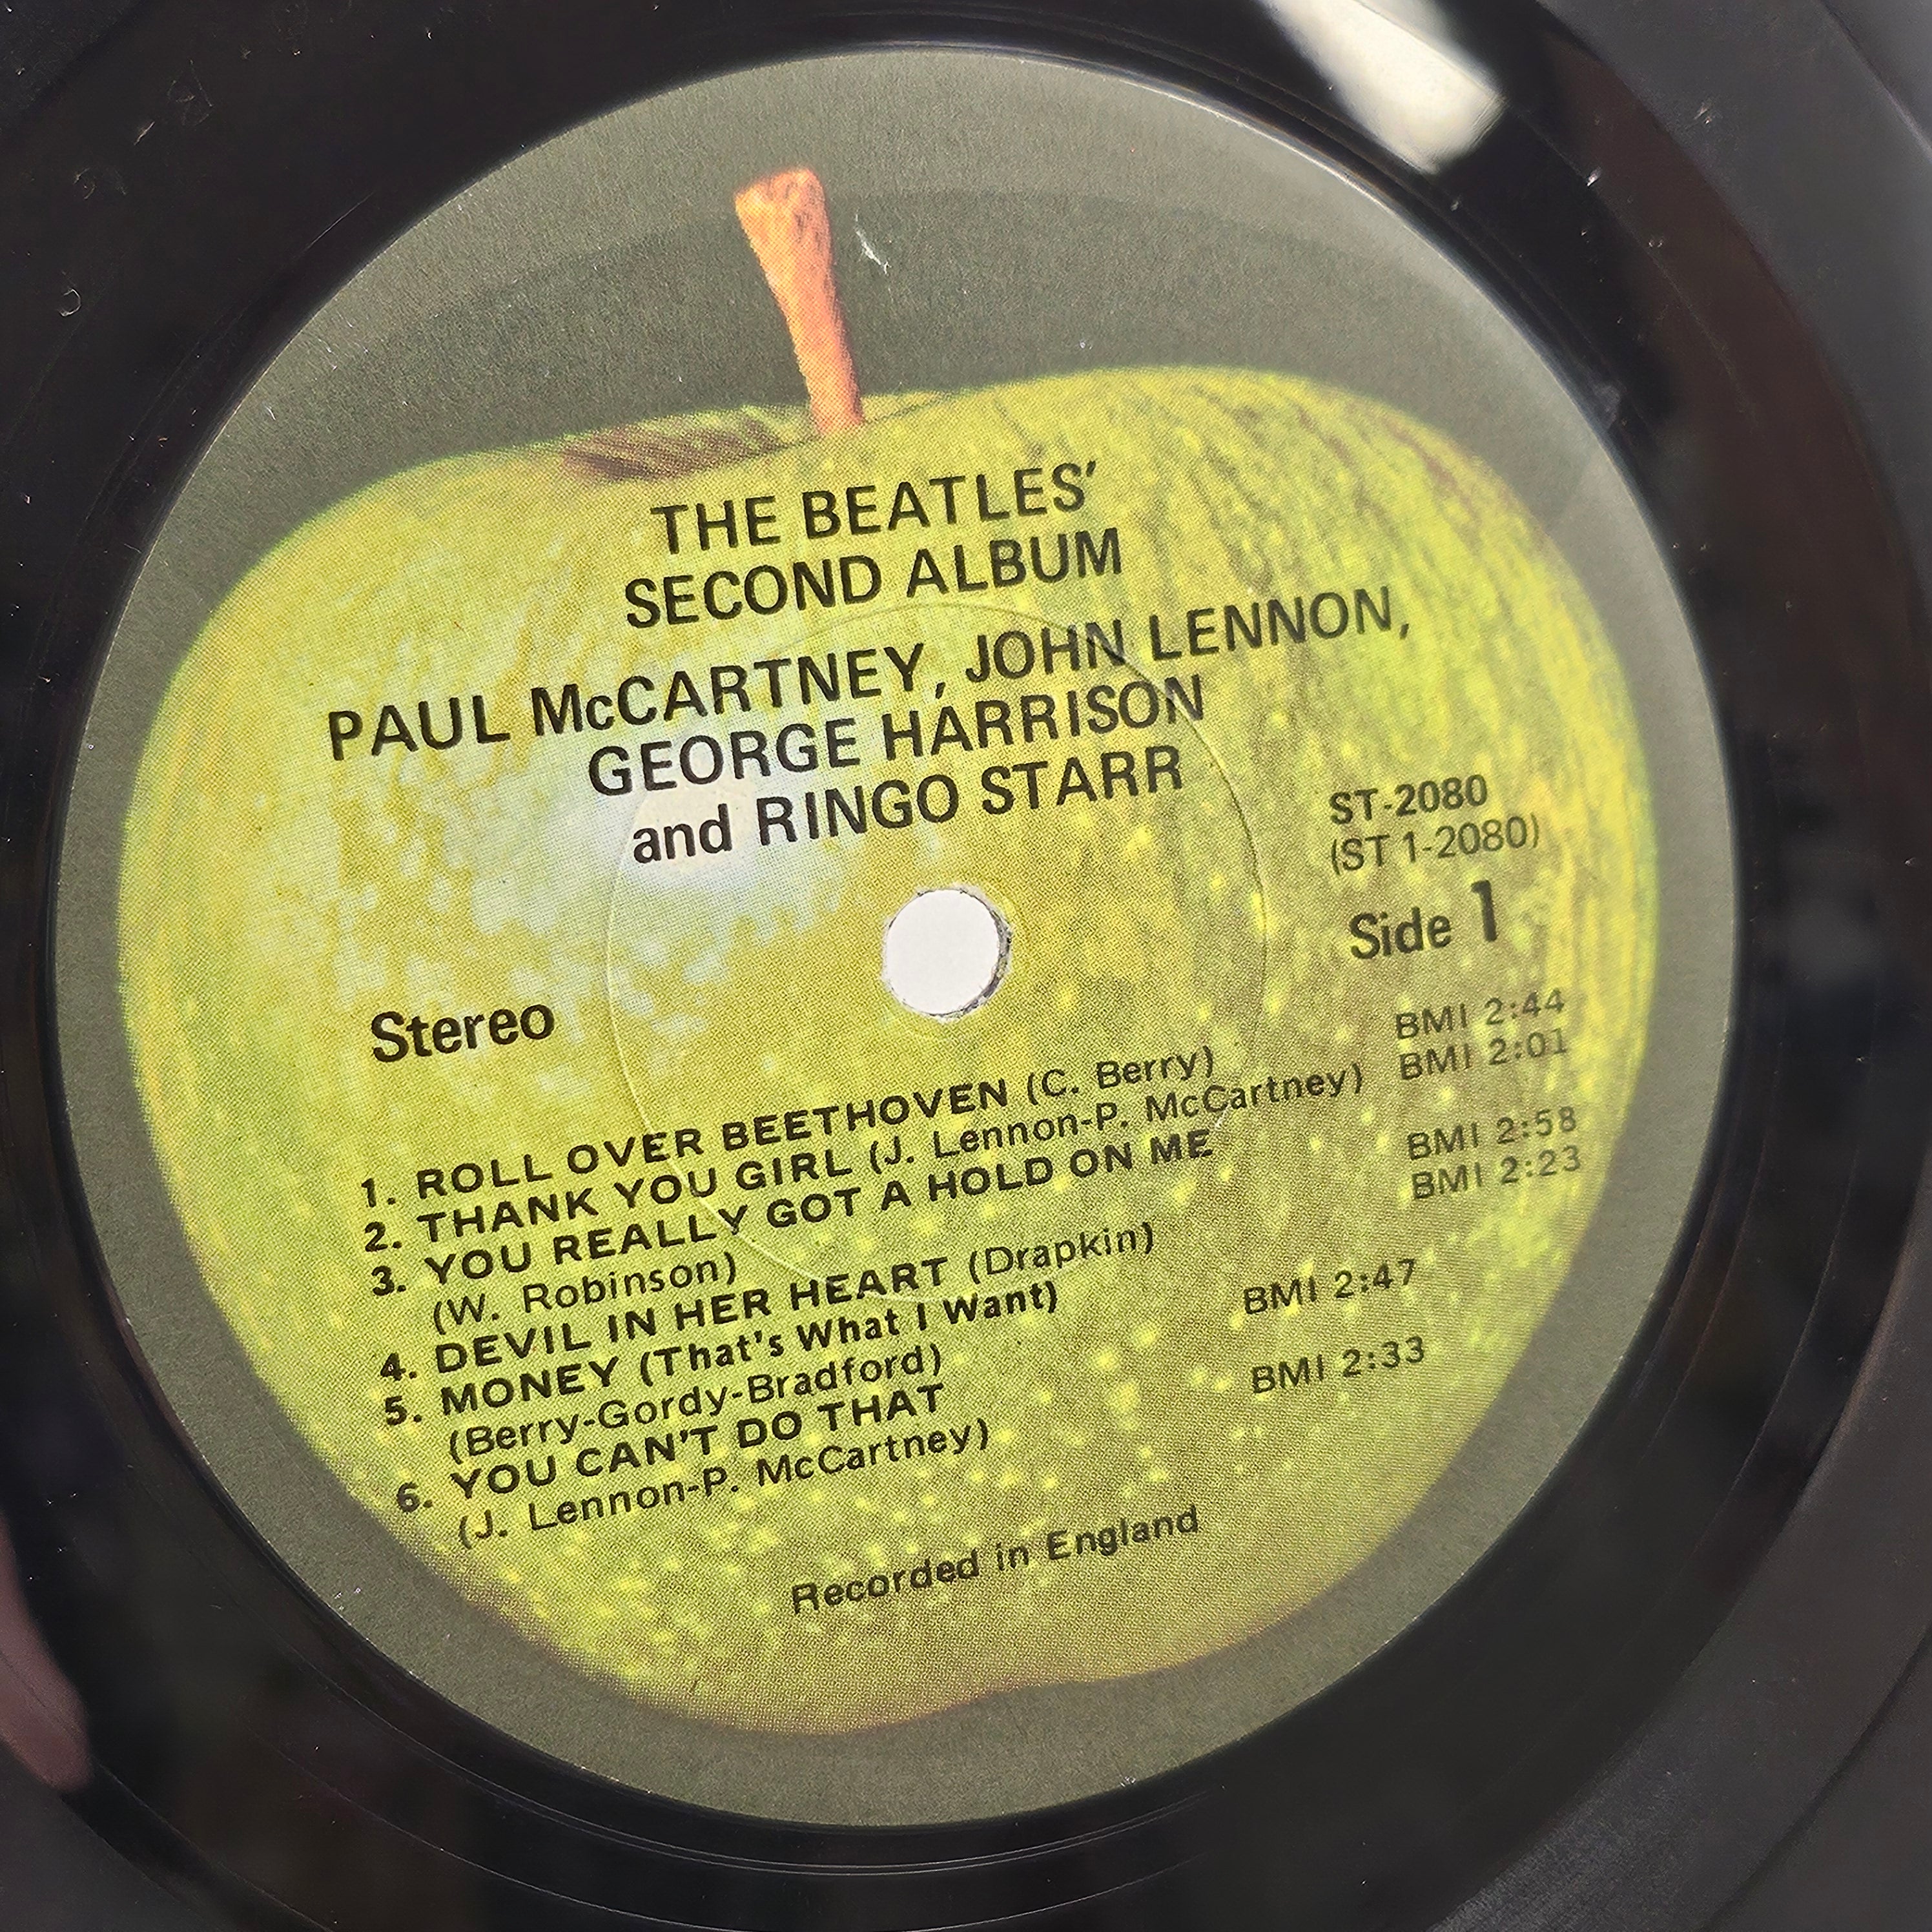 THE BEATLES'
SECOND ALBUM
PAUL McCARTNEY, JOHN LENNON,
GEORGE HARRISON
and RINGO STARR
ST-2080
(ST 1-2080)
Side 1
Stereo
1. ROLL OVER BEETHOVEN (C. Berry) BMI 2:44
2. THANK YOU GIRL (J. Lennon-P. McCartney) BMI 2:01
3. YOU REALLY GOT A HOLD ON ME
(W. Robinson) BMI 2:58
4. DEVIL IN HER HEART (Drapkin) BMI 2:23
5. MONEY (That's What I Want)
(Berry-Gordy-Bradford) BMI 2:47
6. YOU CAN'T DO THAT
(J. Lennon-P. McCartney) BMI 2:33
Recorded in England